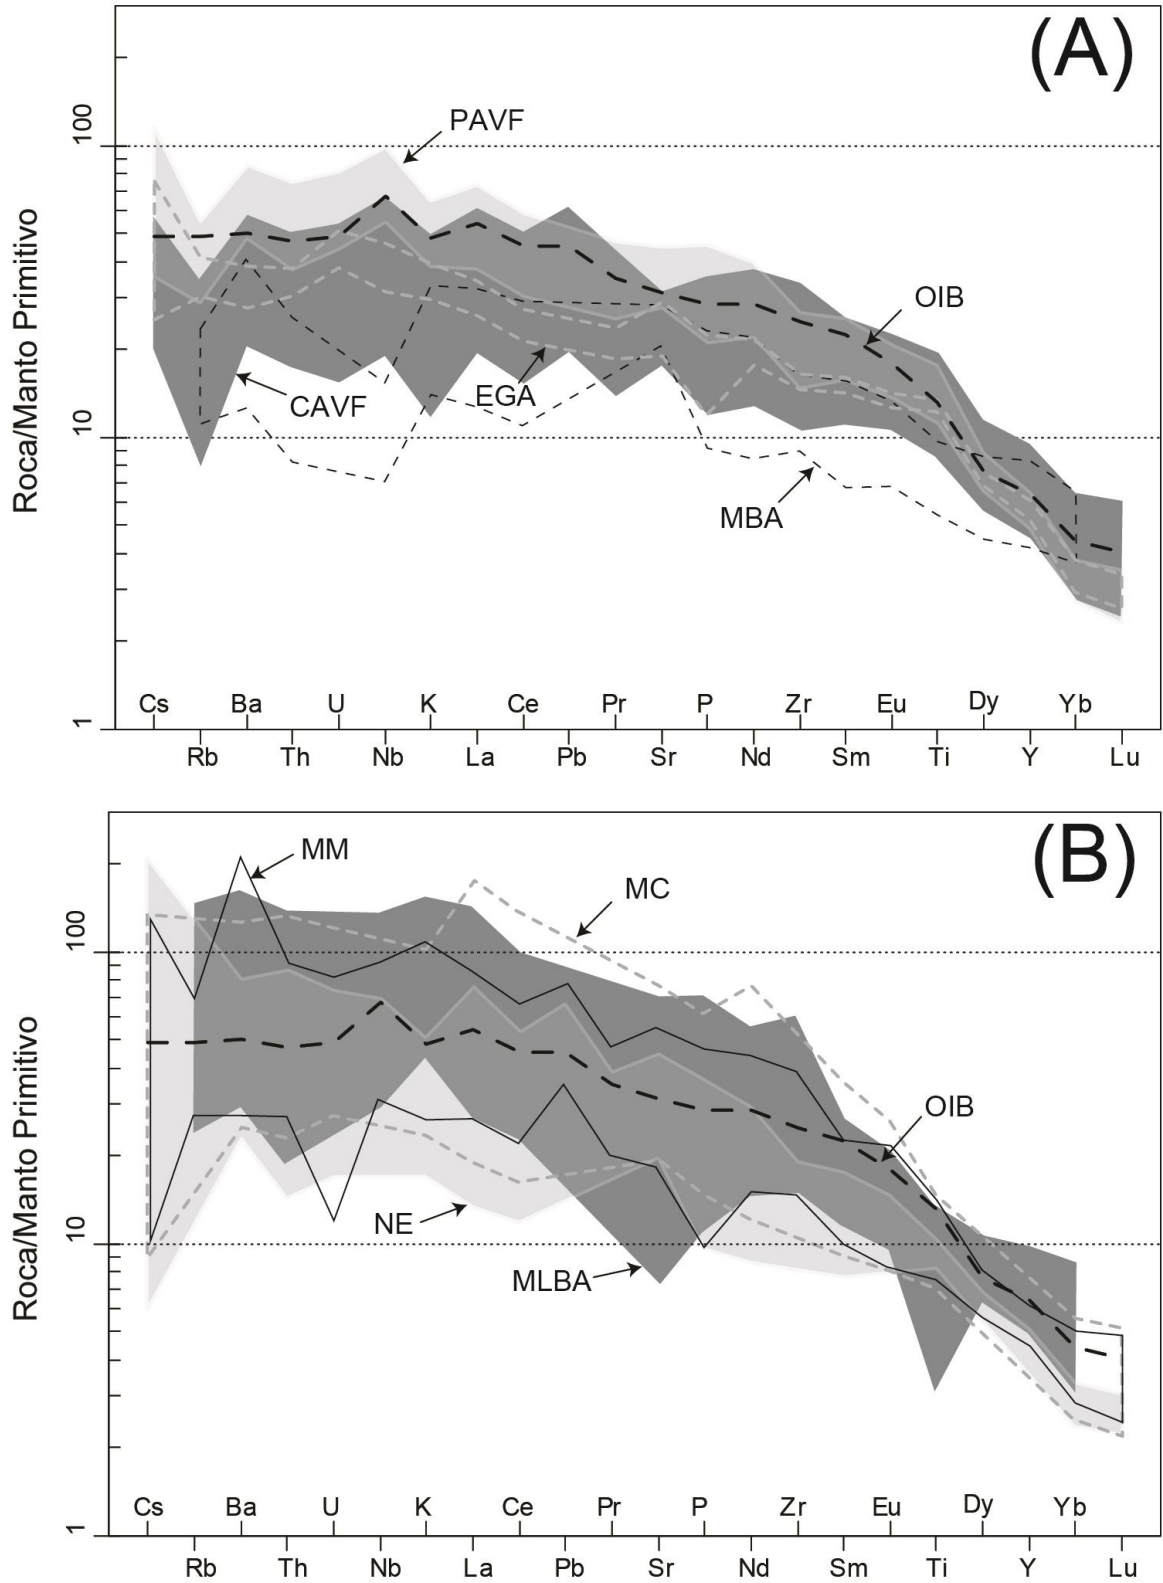 (A)
100
PAVF
Roca/Manto Primitivo
OIB
CAVF
EGA
10
MBA
1
Cs Ba U K Ce Pr P Zr Eu Dy Yb
Rb Th Nb La Pb Sr Nd Sm Ti Y Lu
(B)
MM
MC
100
Roca/Manto Primitivo
OIB
NE
10
MLBA
1
Cs Ba U K Ce Pr P Zr Eu Dy Yb
Rb Th Nb La Pb Sr Nd Sm Ti Y Lu